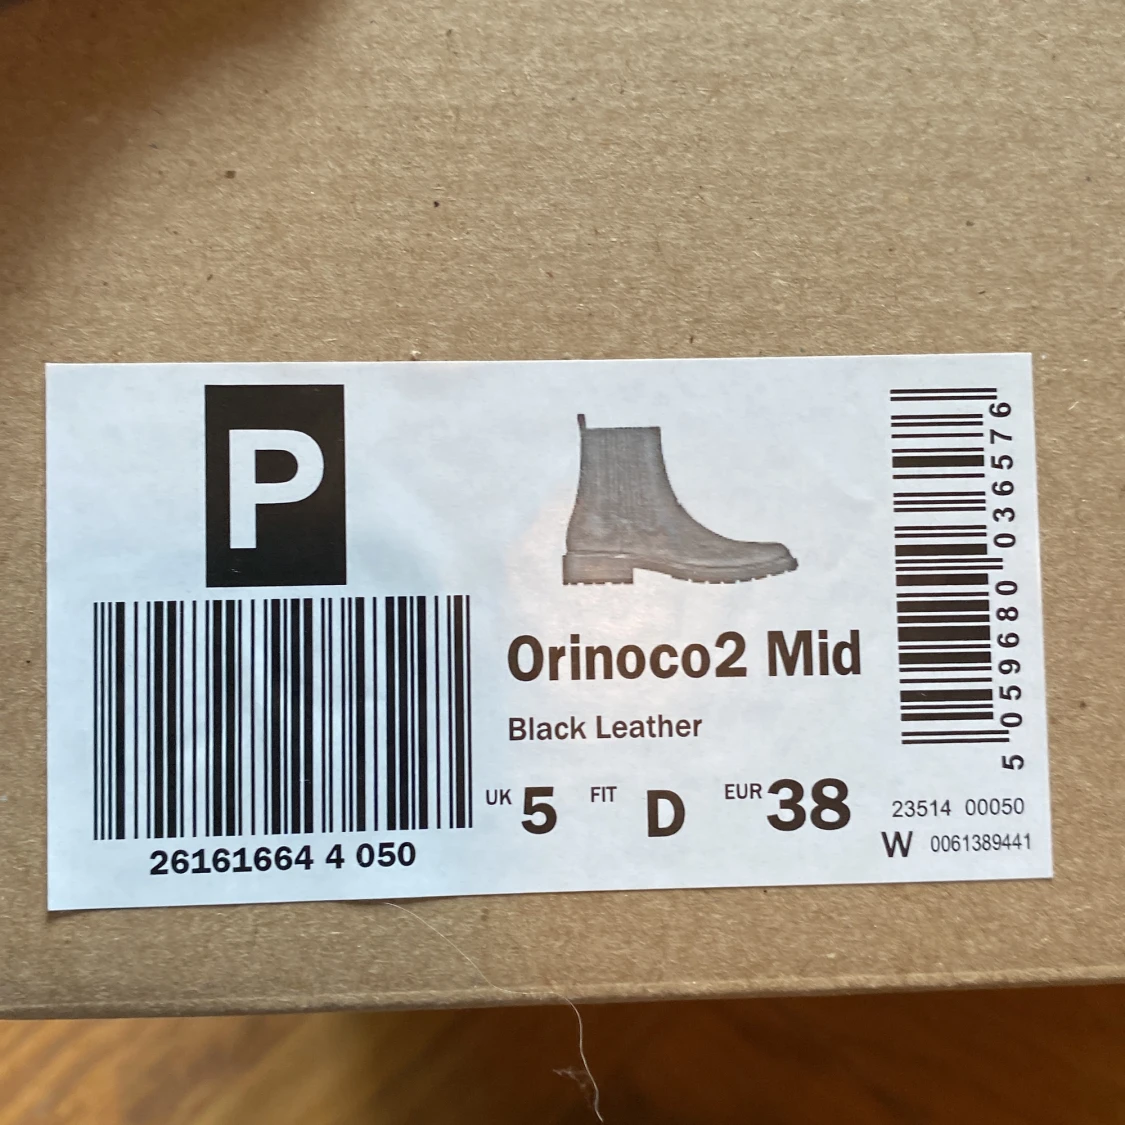 P
26161664 4 050
Orinoco2 Mid
Black Leather
UK 5 FIT D EUR 38
5 059680 036576
23514 00050
W 0061389441